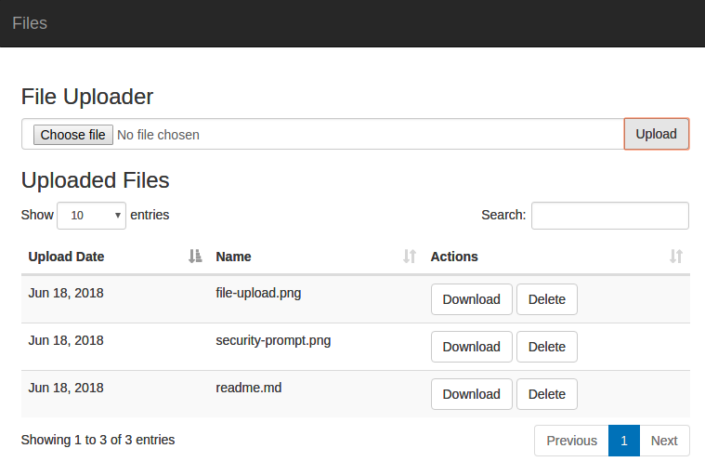 Files
File Uploader
Choose file No file chosen Upload
Uploaded Files
Show 10 entries Search:
Upload Date Name Actions
Jun 18, 2018 file-upload.png Download Delete
Jun 18, 2018 security-prompt.png Download Delete
Jun 18, 2018 readme.md Download Delete
Showing 1 to 3 of 3 entries Previous 1 Next